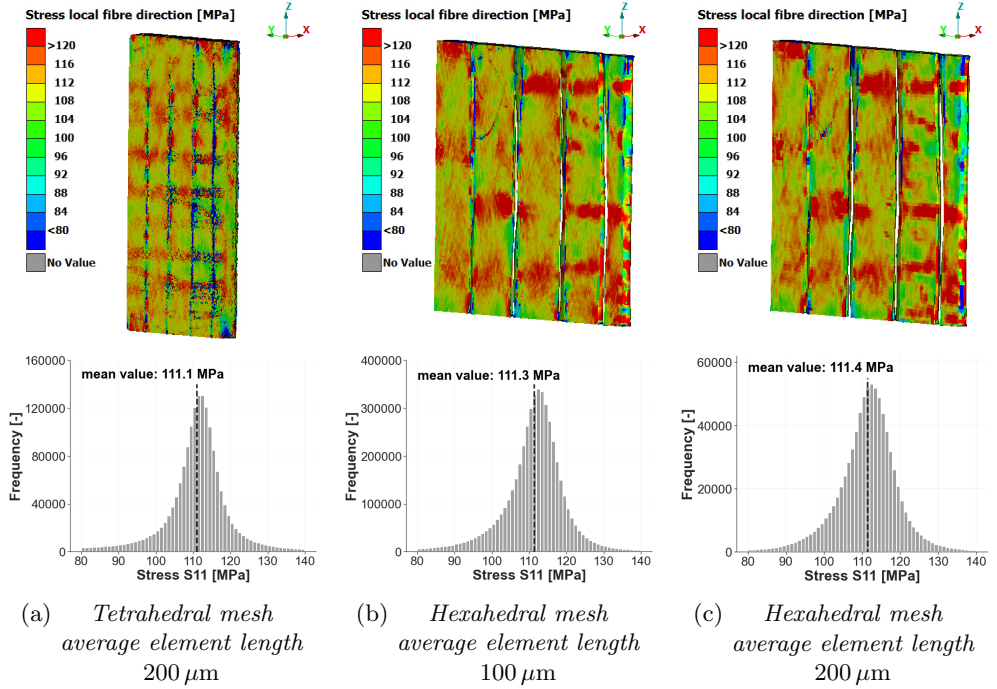 Stress local fibre direction [MPa]
Z
Y
X
>120
116
112
108
104
100
96
92
88
84
<80
No Value
Stress local fibre direction [MPa]
Z
Y
X
>120
116
112
108
104
100
96
92
88
84
<80
No Value
Stress local fibre direction [MPa]
Z
Y
X
>120
116
112
108
104
100
96
92
88
84
<80
No Value
160000
120000
80000
40000
0
Frequency [-]
mean value: 111.1 MPa
80 90 100 110 120 130 140
Stress S11 [MPa]
400000
300000
200000
100000
0
Frequency [-]
mean value: 111.3 MPa
80 90 100 110 120 130 140
Stress S11 [MPa]
60000
40000
20000
0
Frequency [-]
mean value: 111.4 MPa
80 90 100 110 120 130 140
Stress S11 [MPa]
(a) Tetrahedral mesh
average element length
200 μm
(b) Hexahedral mesh
average element length
100 μm
(c) Hexahedral mesh
average element length
200 μm